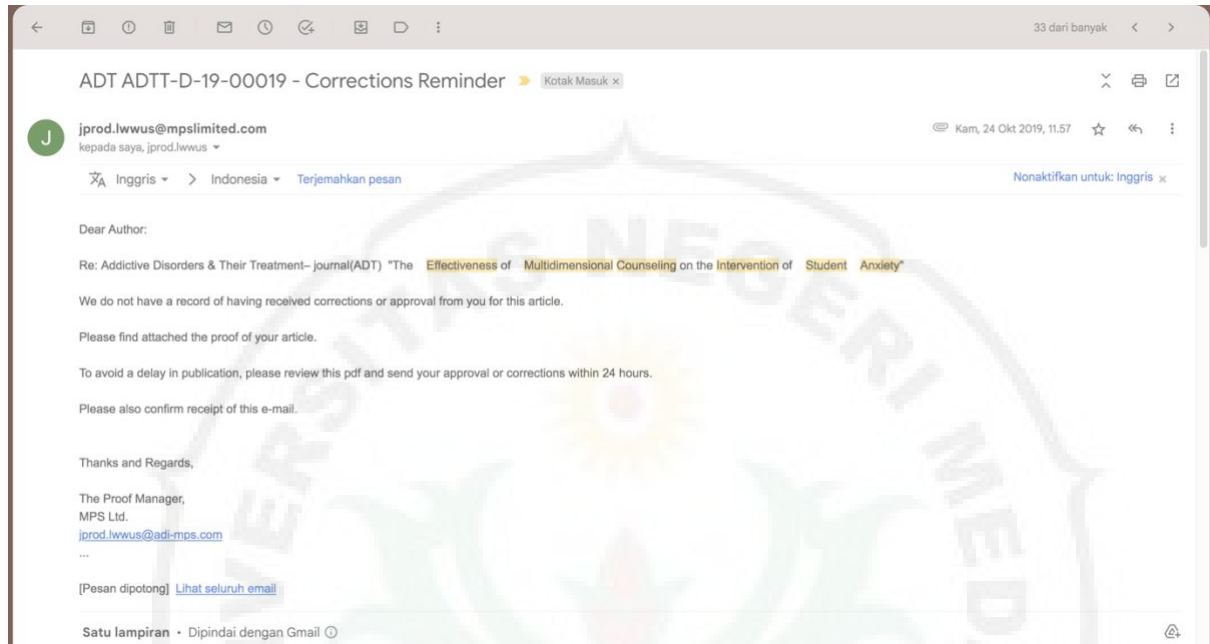 33 dari banyak
ADT ADTT-D-19-00019 - Corrections Reminder Kotak Masuk ×
J
jprod.lwwus@mpslimited.com Kam, 24 Okt 2019, 11.57
kepada saya, jprod.lwwus
Inggris > Indonesia Terjemahkan pesan Nonaktifkan untuk: Inggris ×
Dear Author:
Re: Addictive Disorders & Their Treatment– journal(ADT) "The Effectiveness of Multidimensional Counseling on the Intervention of Student Anxiety"
We do not have a record of having received corrections or approval from you for this article.
Please find attached the proof of your article.
To avoid a delay in publication, please review this pdf and send your approval or corrections within 24 hours.
Please also confirm receipt of this e-mail.
Thanks and Regards,
The Proof Manager,
MPS Ltd.
jprod.lwwus@adi-mps.com
...
[Pesan dipotong] Lihat seluruh email
Satu lampiran • Dipindai dengan Gmail
VERSITAS NEGERI MED